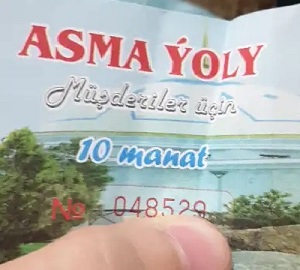 ASMA ÝOLY
Müşderiler üçin
10 manat
№ 048529